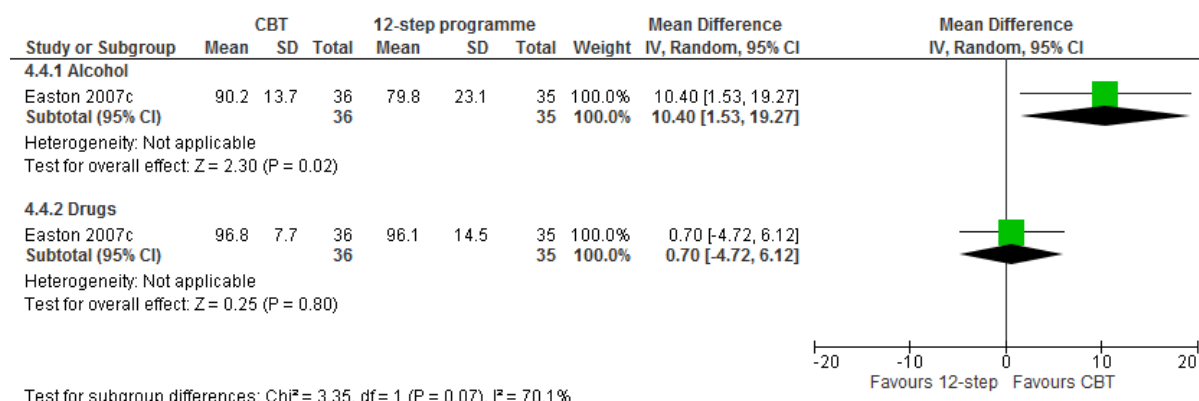 CBT 12-step programme Mean Difference Mean Difference
Study or Subgroup Mean SD Total Mean SD Total Weight IV, Random, 95% CI IV, Random, 95% CI
4.4.1 Alcohol
Easton 2007c 90.2 13.7 36 79.8 23.1 35 100.0% 10.40 [1.53, 19.27]
Subtotal (95% CI) 36 35 100.0% 10.40 [1.53, 19.27]
Heterogeneity: Not applicable
Test for overall effect: Z = 2.30 (P = 0.02)
4.4.2 Drugs
Easton 2007c 96.8 7.7 36 96.1 14.5 35 100.0% 0.70 [-4.72, 6.12]
Subtotal (95% CI) 36 35 100.0% 0.70 [-4.72, 6.12]
Heterogeneity: Not applicable
Test for overall effect: Z = 0.25 (P = 0.80)
-20 -10 0 10 20
Favours 12-step Favours CBT
Test for subgroup differences: Chi² = 3.35, df = 1 (P = 0.07), I² = 70.1%